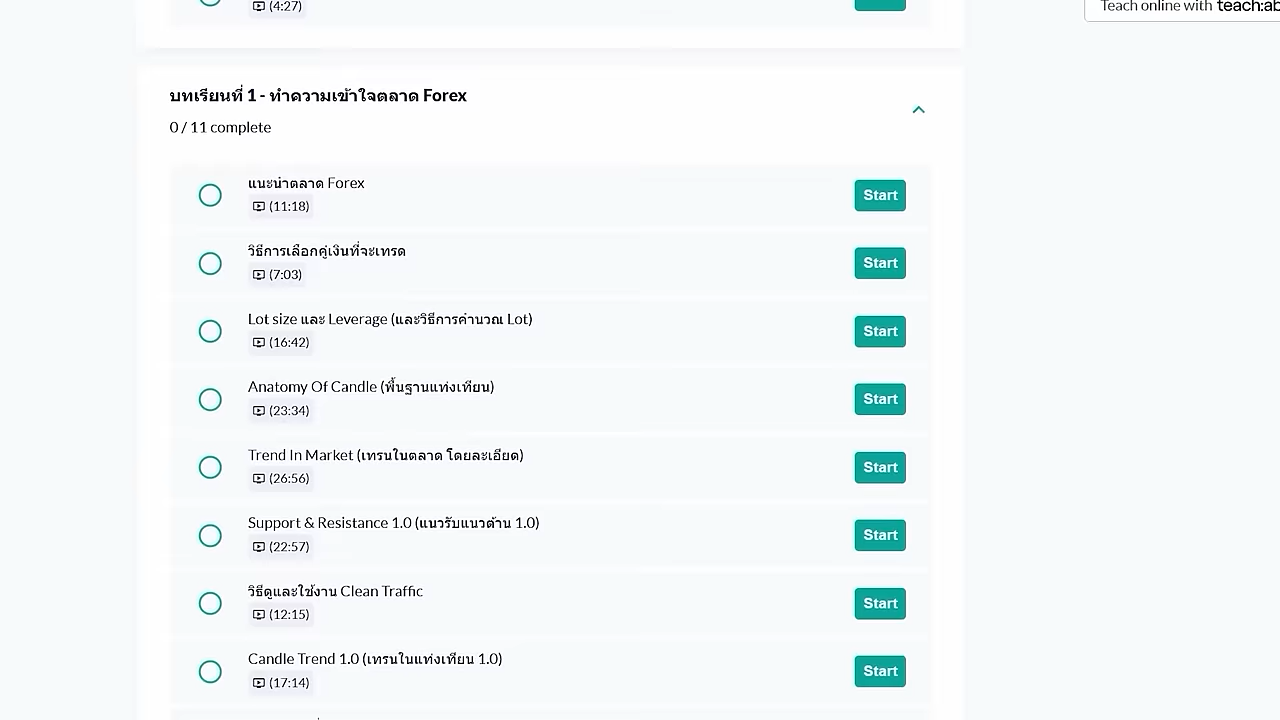 (4:27)
Start
Teach online with teach:ab
บทเรียนที่ 1 - ทำความเข้าใจตลาด Forex
0 / 11 complete
แนะนำตลาด Forex
(11:18)
Start
วิธีการเลือกคู่เงินที่จะเทรด
(7:03)
Start
Lot size และ Leverage (และวิธีการคำนวณ Lot)
(16:42)
Start
Anatomy Of Candle (พื้นฐานแท่งเทียน)
(23:34)
Start
Trend In Market (เทรนในตลาด โดยละเอียด)
(26:56)
Start
Support & Resistance 1.0 (แนวรับแนวต้าน 1.0)
(22:57)
Start
วิธีดูและใช้งาน Clean Traffic
(12:15)
Start
Candle Trend 1.0 (เทรนในแท่งเทียน 1.0)
(17:14)
Start